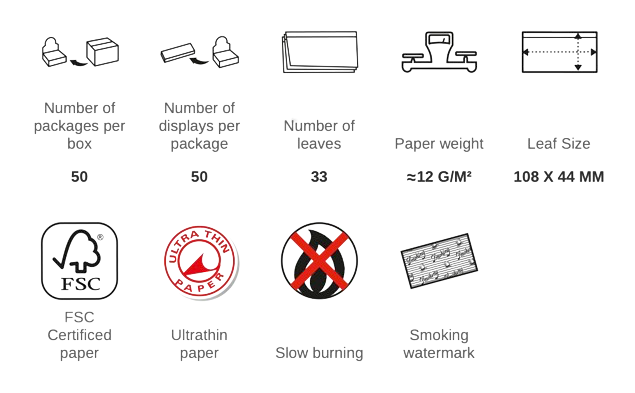 Number of
packages per
box
50
Number of
displays per
package
50
Number of
leaves
33
Paper weight
≈12 G/M²
Leaf Size
108 X 44 MM
®
FSC
FSC
Certificed
paper
ULTRA THIN
PAPER
Ultrathin
paper
Slow burning
Smoking
Smoking
watermark